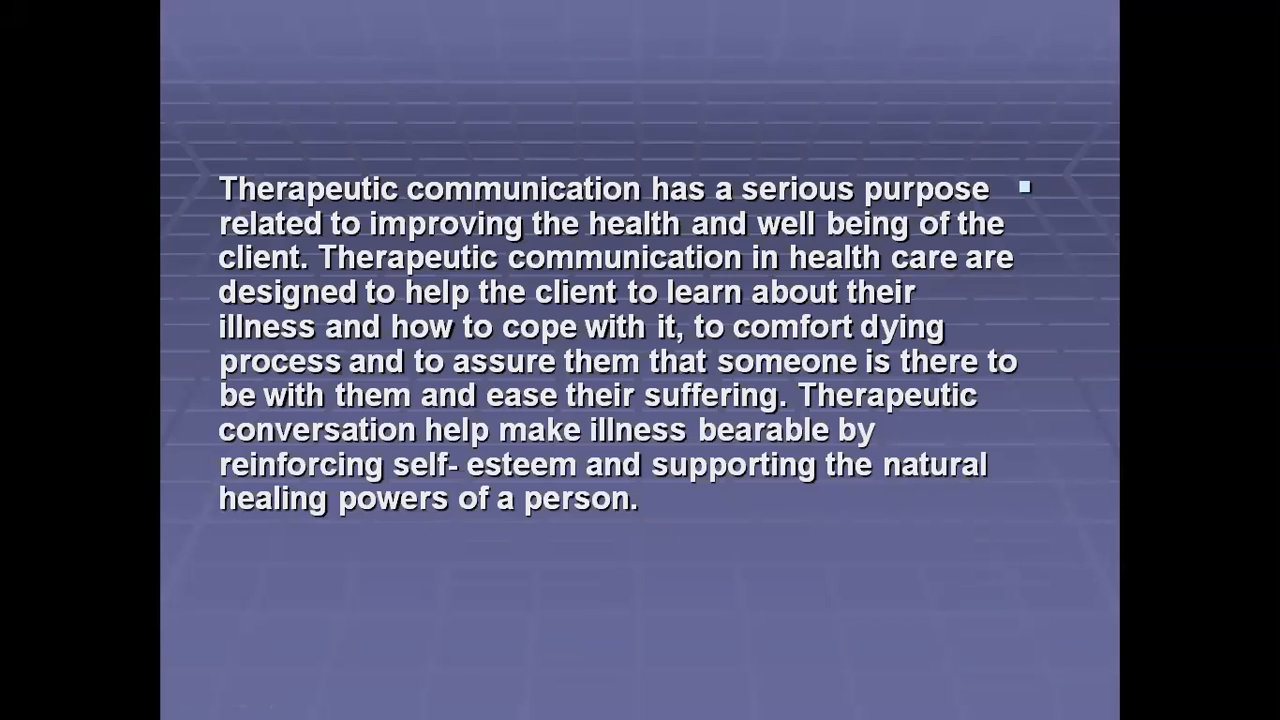 Therapeutic communication has a serious purpose
related to improving the health and well being of the
client. Therapeutic communication in health care are
designed to help the client to learn about their
illness and how to cope with it, to comfort dying
process and to assure them that someone is there to
be with them and ease their suffering. Therapeutic
conversation help make illness bearable by
reinforcing self- esteem and supporting the natural
healing powers of a person.